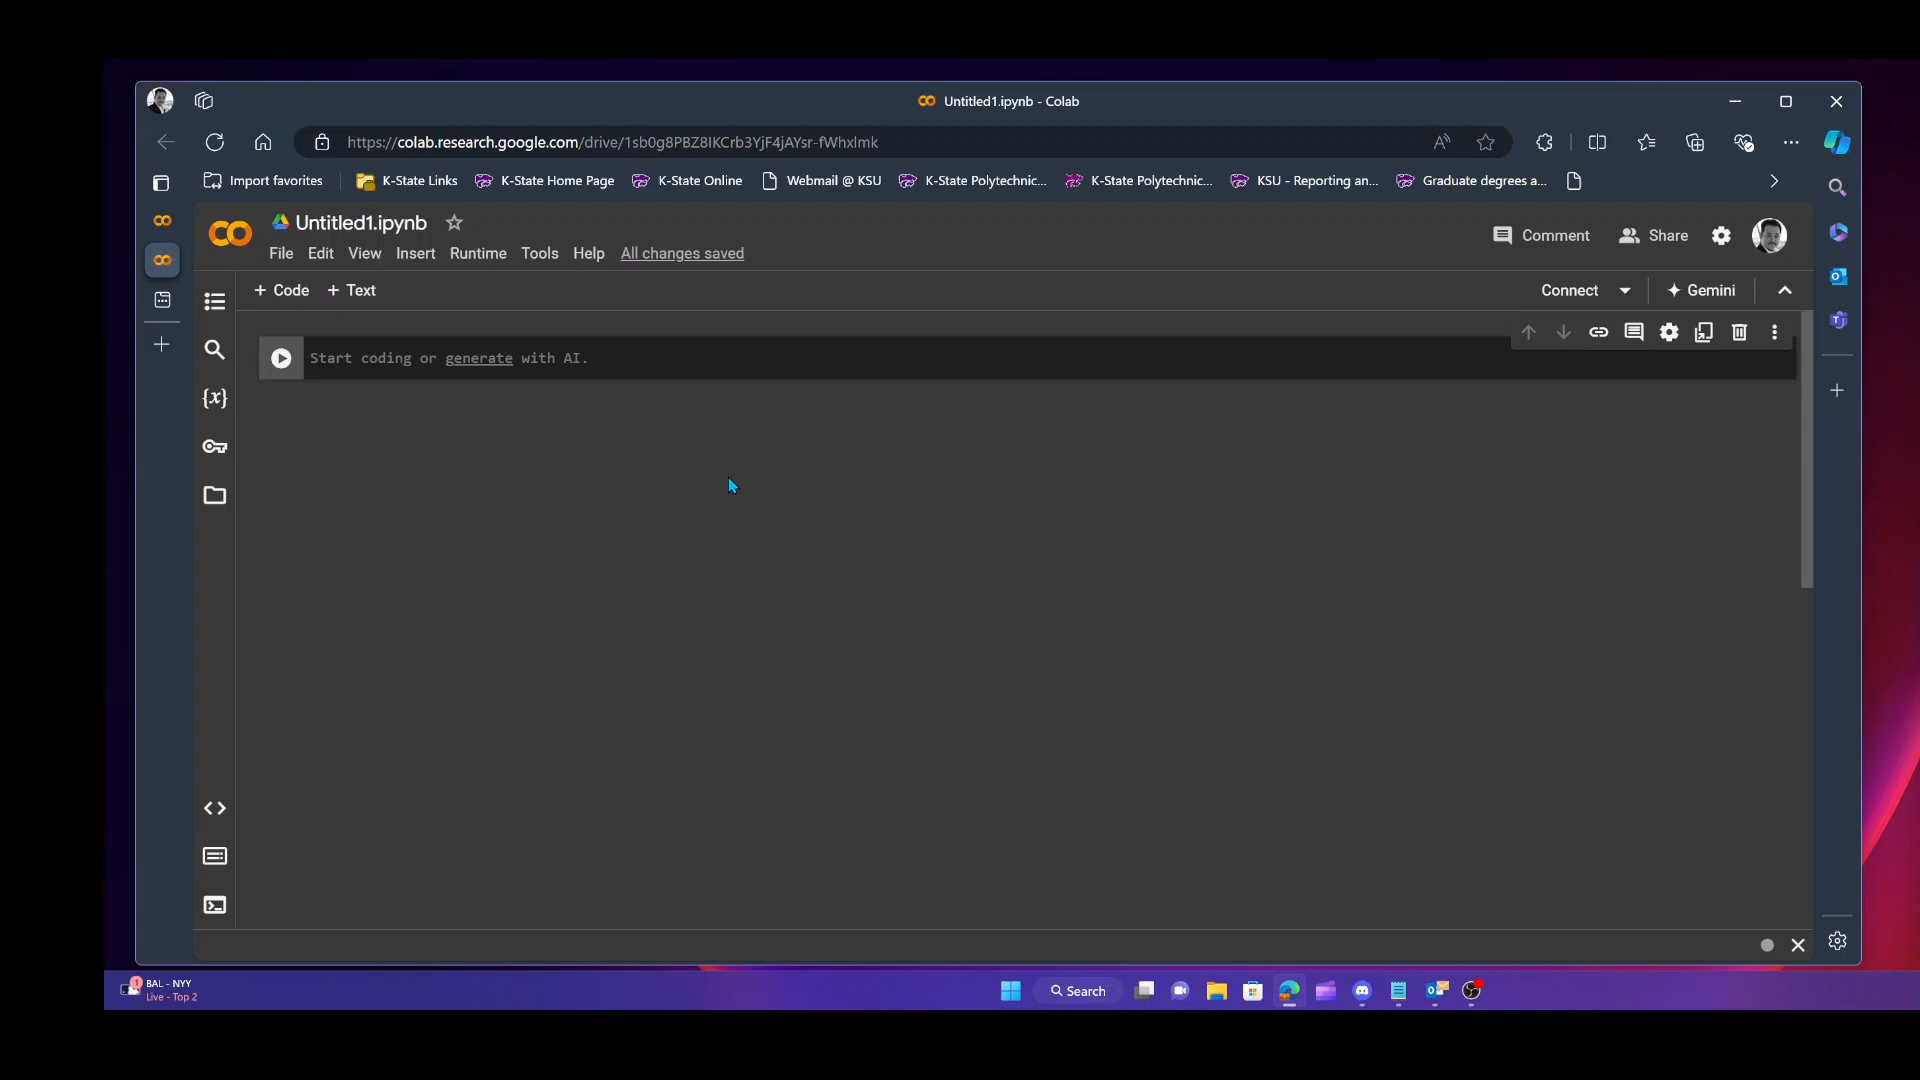 Untitled1.ipynb - Colab
https://colab.research.google.com/drive/1sb0g8PBZ8IKCrb3YjF4jAYsr-fWhxlmk
Import favorites K-State Links K-State Home Page K-State Online Webmail @ KSU K-State Polytechnic... K-State Polytechnic... KSU - Reporting an... Graduate degrees a...
Untitled1.ipynb
Comment Share
File Edit View Insert Runtime Tools Help All changes saved
+ Code + Text Connect Gemini
Start coding or generate with AI.
{x}
1
BAL - NYY
Live - Top 2
Search